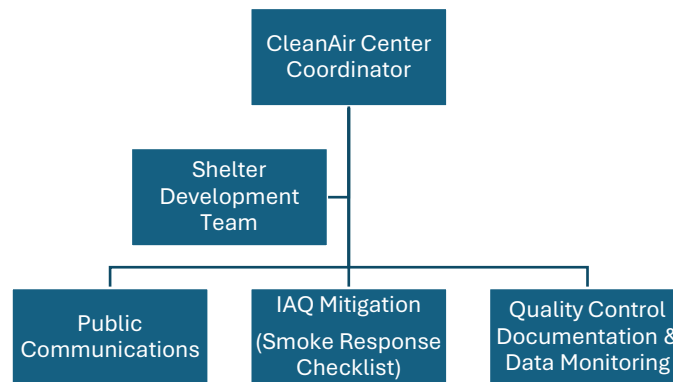 CleanAir Center
Coordinator
Shelter
Development
Team
Public
Communications
IAQ Mitigation
(Smoke Response
Checklist)
Quality Control
Documentation &
Data Monitoring